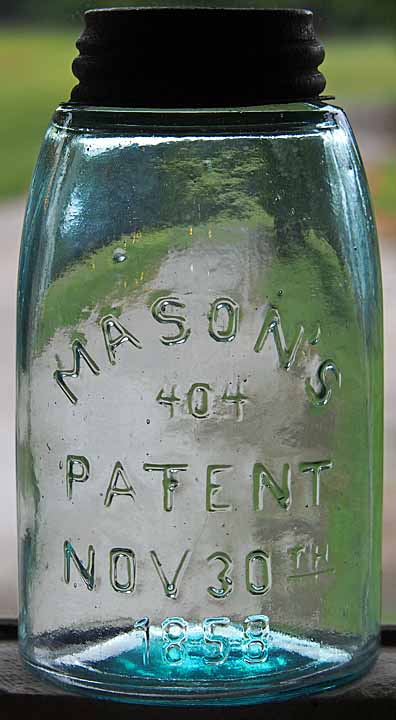 MASON'S
404
PATENT
NOV 30TH
1858